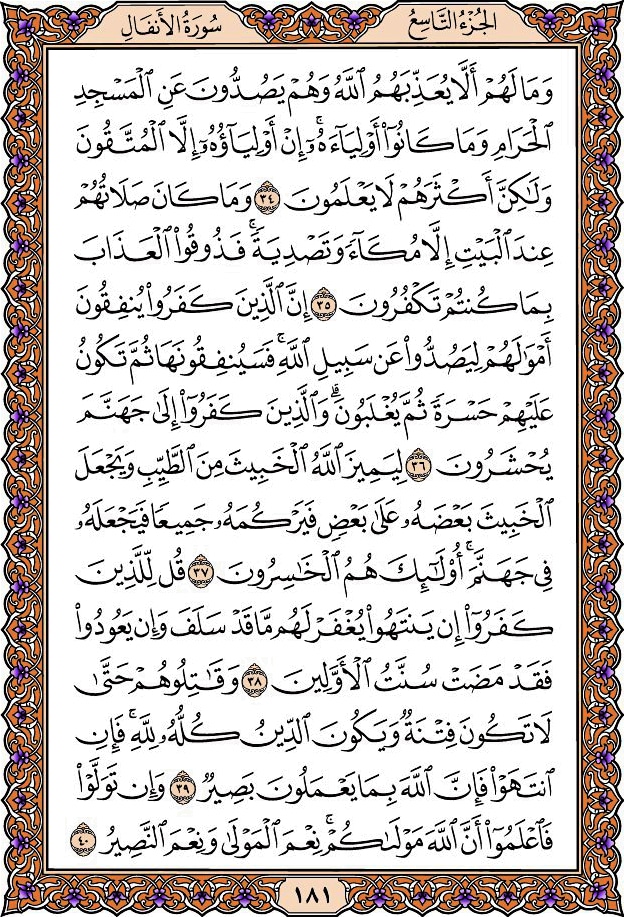 الجُزْءُ التَّاسِعُ
سُورَةُ الأَنفَالِ
وَمَا لَهُمْ أَلَّا يُعَذِّبَهُمُ ٱللَّهُ وَهُمْ يَصُدُّونَ عَنِ ٱلْمَسْجِدِ
ٱلْحَرَامِ وَمَا كَانُوٓا۟ أَوْلِيَآءَهُۥٓ ۚ إِنْ أَوْلِيَآؤُهُۥٓ إِلَّا ٱلْمُتَّقُونَ
وَلَٰكِنَّ أَكْثَرَهُمْ لَا يَعْلَمُونَ ٣٤ وَمَا كَانَ صَلَاتُهُمْ
عِندَ ٱلْبَيْتِ إِلَّا مُكَآءً وَتَصْدِيَةً ۚ فَذُوقُوا۟ ٱلْعَذَابَ
بِمَا كُنتُمْ تَكْفُرُونَ ٣٥ إِنَّ ٱلَّذِينَ كَفَرُوا۟ يُنفِقُونَ
أَمْوَٰلَهُمْ لِيَصُدُّوا۟ عَن سَبِيلِ ٱللَّهِ ۚ فَسَيُنفِقُونَهَا ثُمَّ تَكُونُ
عَلَيْهِمْ حَسْرَةً ثُمَّ يُغْلَبُونَ ۗ وَٱلَّذِينَ كَفَرُوٓا۟ إِلَىٰ جَهَنَّمَ
يُحْشَرُونَ ٣٦ لِيَمِيزَ ٱللَّهُ ٱلْخَبِيثَ مِنَ ٱلطَّيِّبِ وَيَجْعَلَ
ٱلْخَبِيثَ بَعْضَهُۥ عَلَىٰ بَعْضٍ فَيَرْكُمَهُۥ جَمِيعًا فَيَجْعَلَهُۥ
فِى جَهَنَّمَ ۚ أُو۟لَٰٓئِكَ هُمُ ٱلْخَٰسِرُونَ ٣٧ قُل لِّلَّذِينَ
كَفَرُوٓا۟ إِن يَنتَهُوا۟ يُغْفَرْ لَهُم مَّا قَدْ سَلَفَ وَإِن يَعُودُوا۟
فَقَدْ مَضَتْ سُنَّتُ ٱلْأَوَّلِينَ ٣٨ وَقَٰتِلُوهُمْ حَتَّىٰ
لَا تَكُونَ فِتْنَةٌ وَيَكُونَ ٱلدِّينُ كُلُّهُۥ لِلَّهِ ۚ فَإِنِ
ٱنتَهَوْا۟ فَإِنَّ ٱللَّهَ بِمَا يَعْمَلُونَ بَصِيرٌ ٣٩ وَإِن تَوَلَّوْا۟
فَٱعْلَمُوٓا۟ أَنَّ ٱللَّهَ مَوْلَىٰكُمْ ۚ نِعْمَ ٱلْمَوْلَىٰ وَنِعْمَ ٱلنَّصِيرُ ٤٠
١٨١